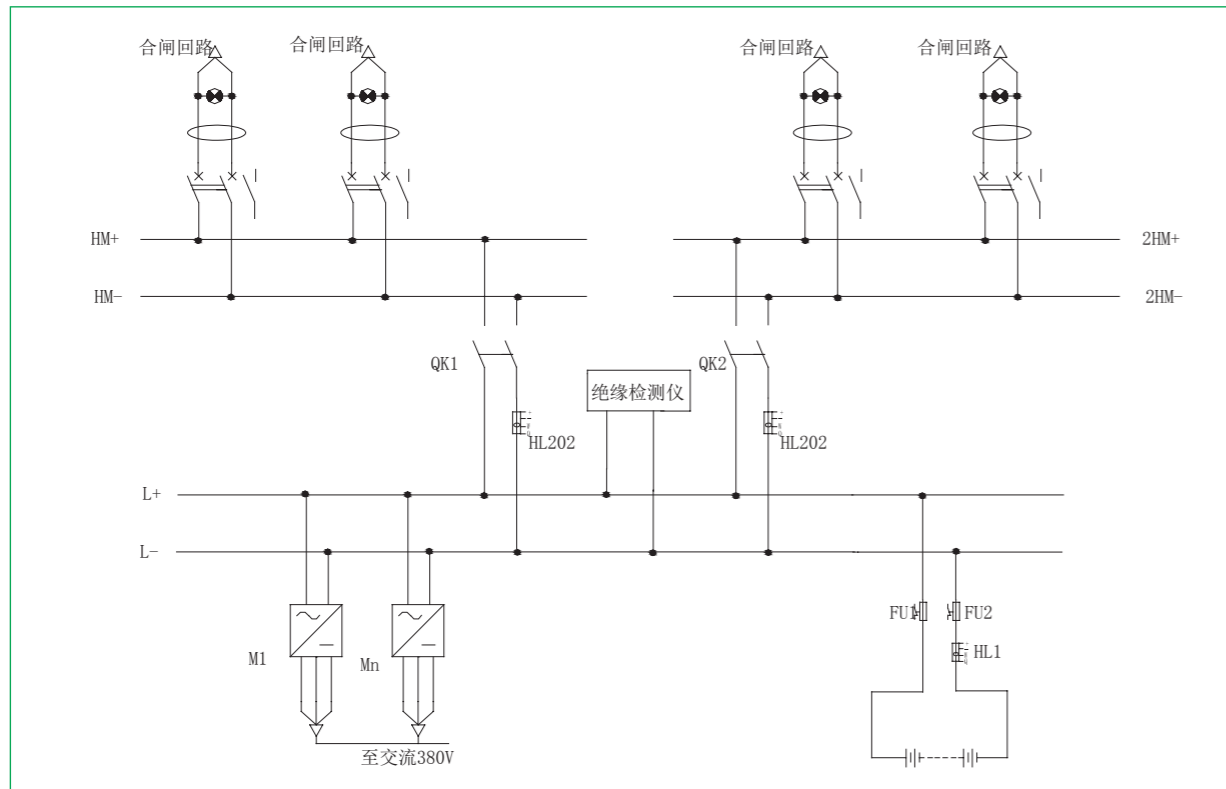 合闸回路
合闸回路
合闸回路
合闸回路
HM+
2HM+
HM-
2HM-
QK1
绝缘检测仪
QK2
HL202
HL202
L+
L-
FU1
FU2
M1
Mn
HL1
至交流380V